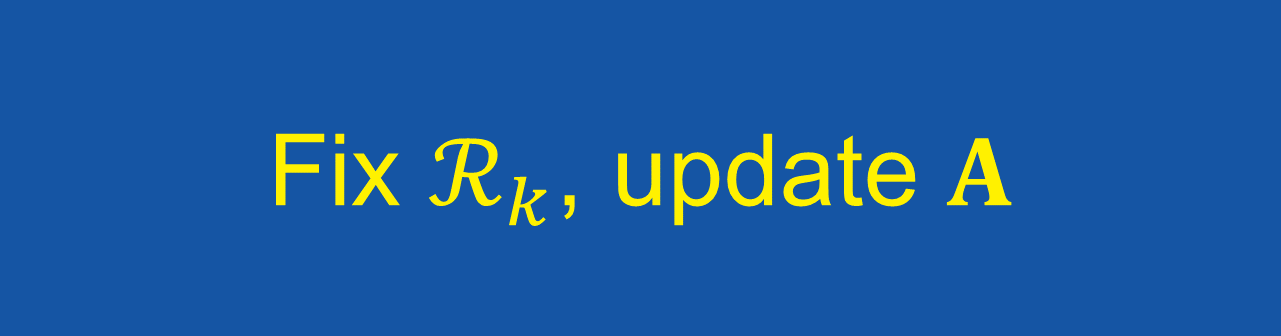 Fix ℛ𝑘, update 𝐀